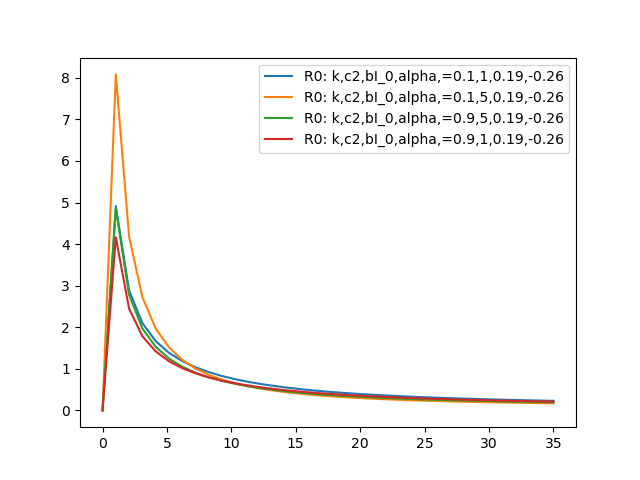 R0: k,c2,bI_0,alpha,=0.1,1,0.19,-0.26
R0: k,c2,bI_0,alpha,=0.1,5,0.19,-0.26
R0: k,c2,bI_0,alpha,=0.9,5,0.19,-0.26
R0: k,c2,bI_0,alpha,=0.9,1,0.19,-0.26
8
7
6
5
4
3
2
1
0
0 5 10 15 20 25 30 35